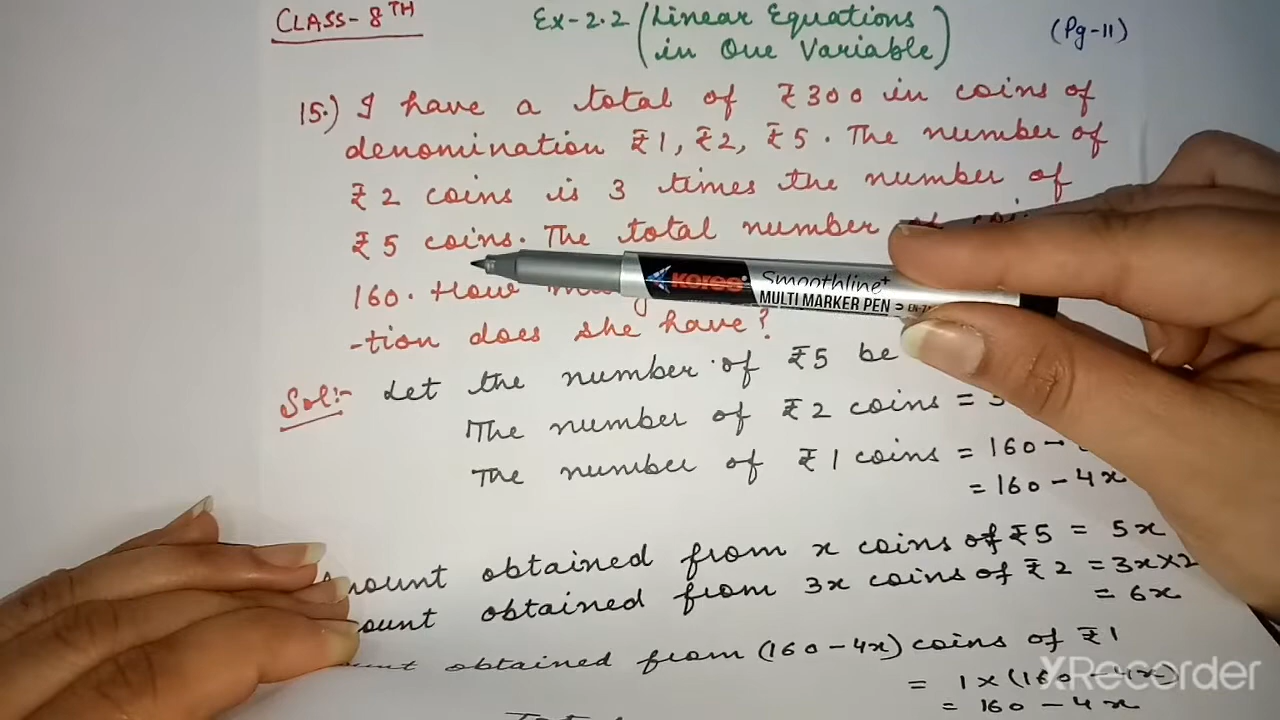 CLASS-8TH
Ex-2.2 (Linear Equations
in One Variable)
(Pg-11)
15.) I have a total of ₹300 in coins of
denomination ₹1, ₹2, ₹5. The number of
₹2 coins is 3 times the number of
₹5 coins. The total number of
160. How
-tion does she have?
Sol:- Let the number of ₹5 be
The number of ₹2 coins = 3
The number of ₹1 coins = 160 -
= 160 - 4x
mount obtained from x coins of ₹5 = 5x
ount obtained from 3x coins of ₹2 = 3x×2
= 6x
obtained from (160 - 4x) coins of ₹1
= 1×(160 - 4x)
= 160 - 4x
KORES Smoothline+
MULTI MARKER PEN
XRecorder